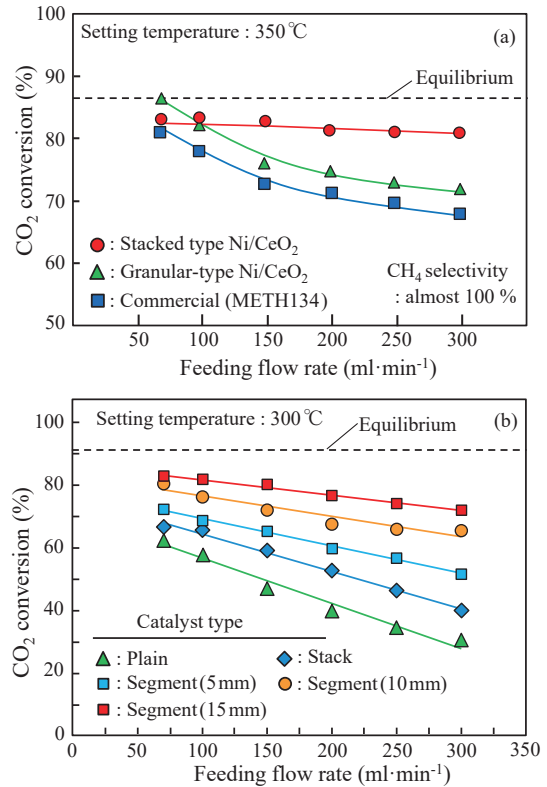 100
90
80
70
60
50
CO₂ conversion (%)
Setting temperature : 350℃
(a)
Equilibrium
: Stacked type Ni/CeO₂
: Granular-type Ni/CeO₂
: Commercial (METH134)
CH₄ selectivity
: almost 100 %
50 100 150 200 250 300
Feeding flow rate (ml·min⁻¹)
100
80
60
40
20
0
CO₂ conversion (%)
Setting temperature : 300℃
(b)
Equilibrium
Catalyst type
: Plain
: Stack
: Segment (5 mm)
: Segment (10 mm)
: Segment (15 mm)
0 50 100 150 200 250 300 350
Feeding flow rate (ml·min⁻¹)